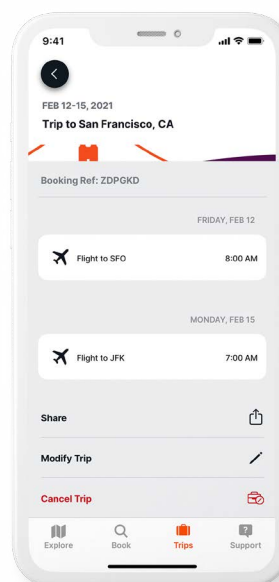 9:41
FEB 12-15, 2021
Trip to San Francisco, CA
Booking Ref: ZDPGKD
FRIDAY, FEB 12
Flight to SFO 8:00 AM
MONDAY, FEB 15
Flight to JFK 7:00 AM
Share
Modify Trip
Cancel Trip
Explore Book Trips Support